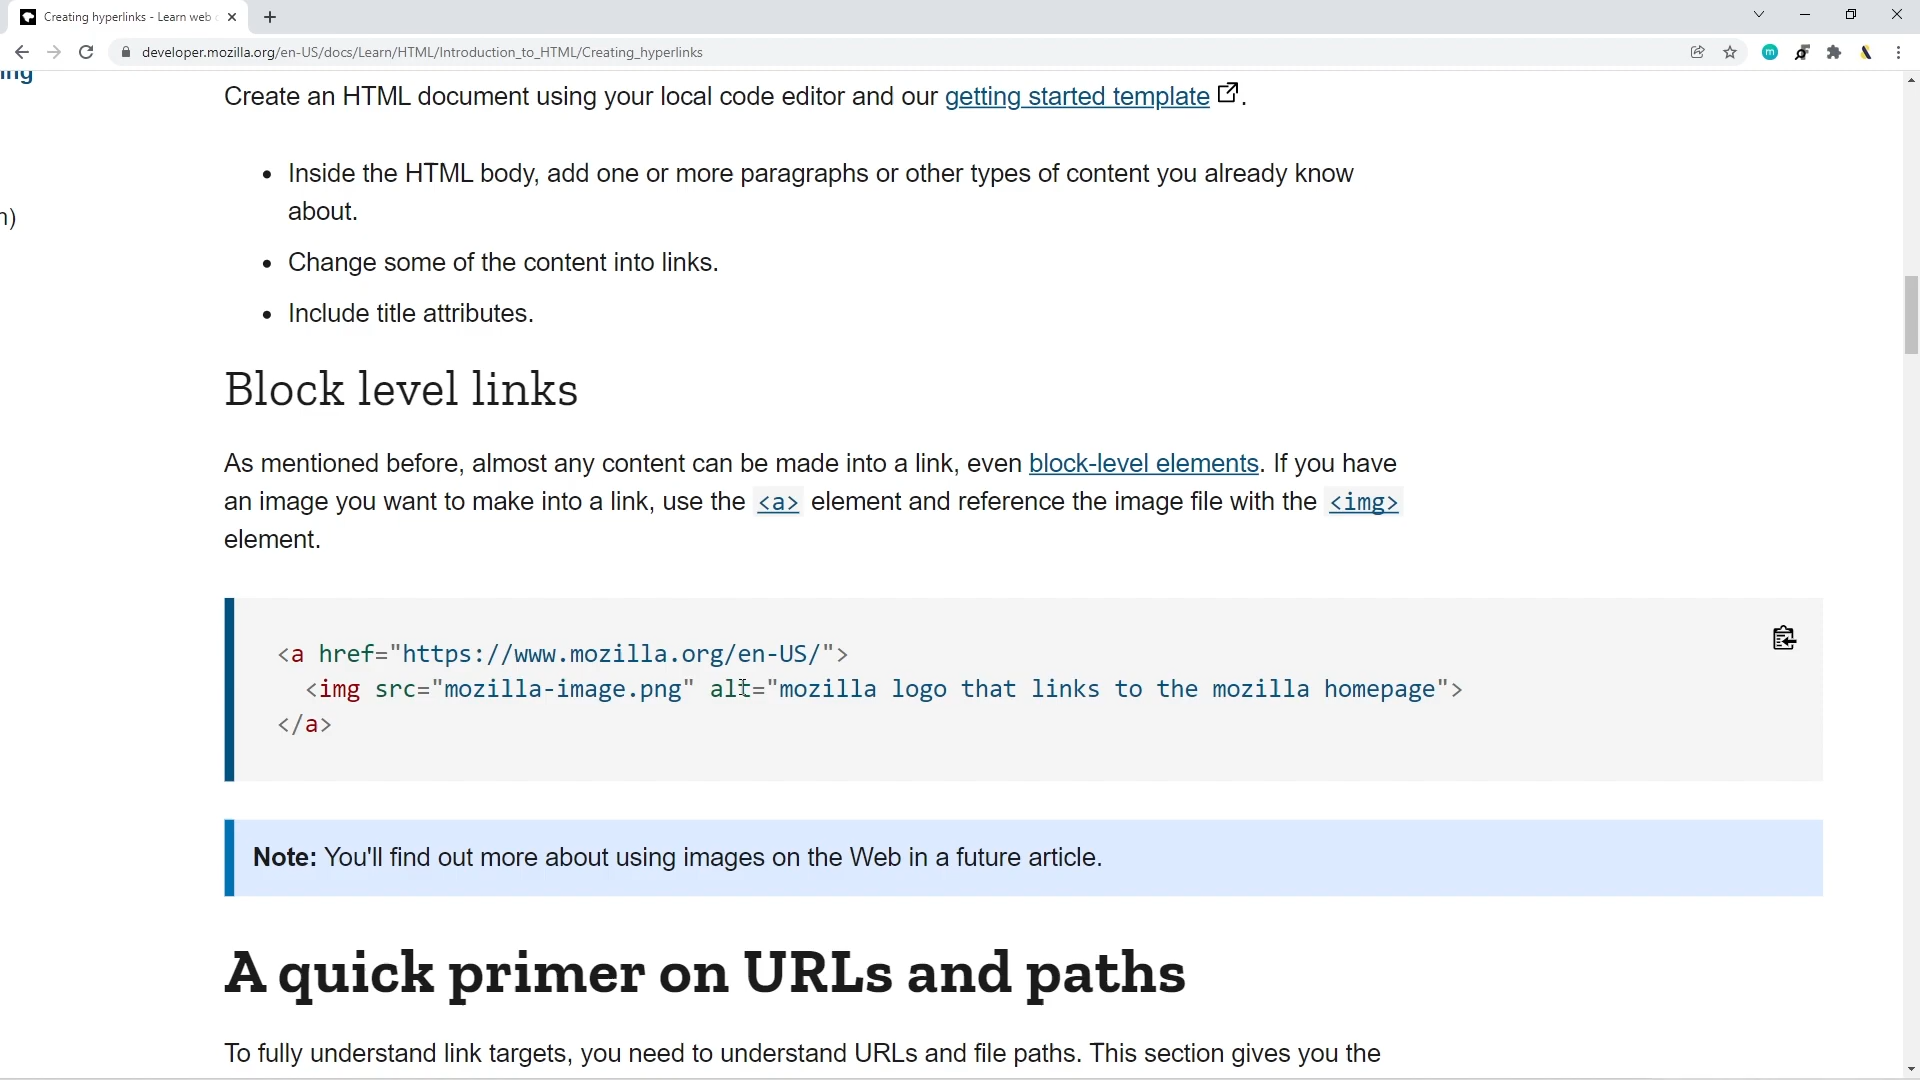 Creating hyperlinks - Learn web
developer.mozilla.org/en-US/docs/Learn/HTML/Introduction_to_HTML/Creating_hyperlinks
m
Create an HTML document using your local code editor and our getting started template.
• Inside the HTML body, add one or more paragraphs or other types of content you already know
about.
n)
• Change some of the content into links.
• Include title attributes.
Block level links
As mentioned before, almost any content can be made into a link, even block-level elements. If you have
an image you want to make into a link, use the <a> element and reference the image file with the <img>
element.
<a href="https://www.mozilla.org/en-US/">
<img src="mozilla-image.png" alt="mozilla logo that links to the mozilla homepage">
</a>
Note: You'll find out more about using images on the Web in a future article.
A quick primer on URLs and paths
To fully understand link targets, you need to understand URLs and file paths. This section gives you the